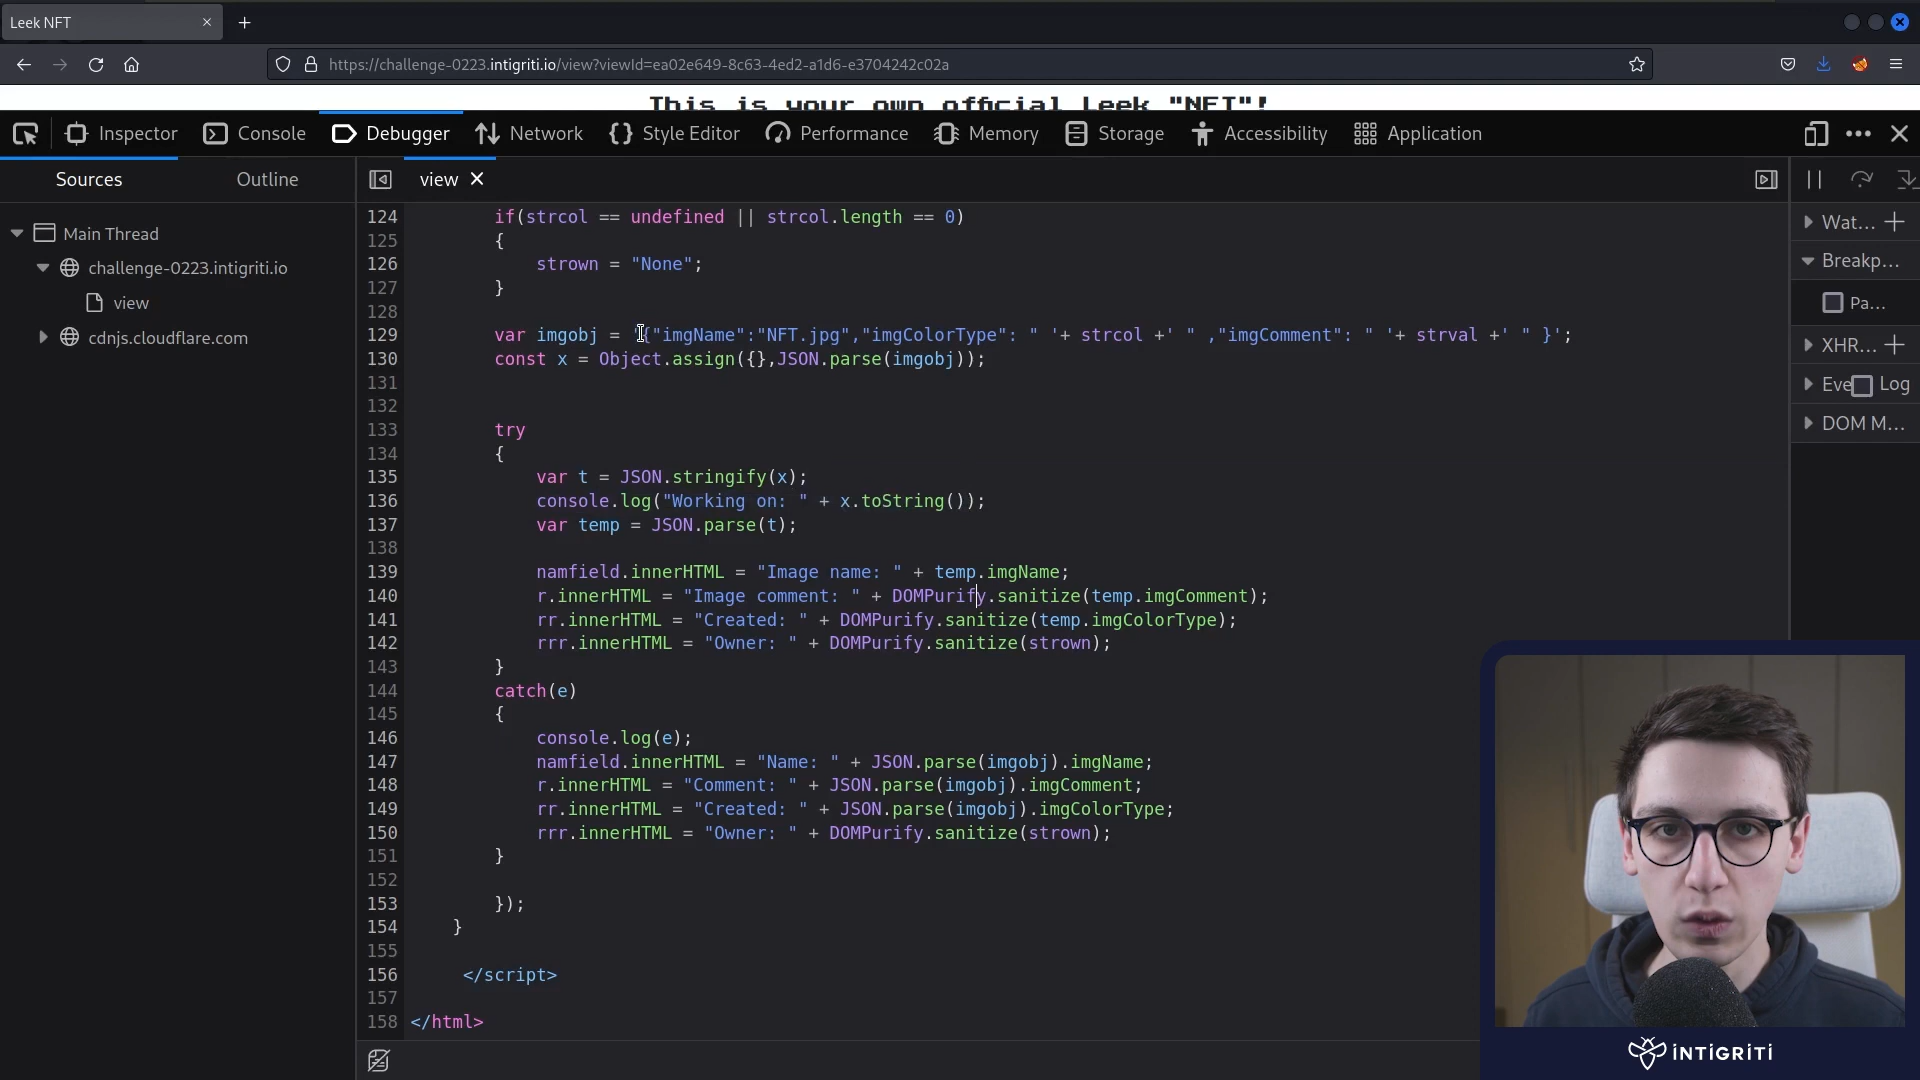 Leek NFT
https://challenge-0223.intigriti.io/view?viewId=ea02e649-8c63-4ed2-a1d6-e3704242c02a
This is your own official Leek "NFT"!
Inspector Console Debugger Network Style Editor Performance Memory Storage Accessibility Application
Sources Outline
view
Main Thread
challenge-0223.intigriti.io
view
cdnjs.cloudflare.com
124 if(strcol == undefined || strcol.length == 0)
125 {
126 strown = "None";
127 }
128
129 var imgobj = '{"imgName":"NFT.jpg","imgColorType": " '+ strcol +' " ,"imgComment": " '+ strval +' " }';
130 const x = Object.assign({},JSON.parse(imgobj));
131
132
133 try
134 {
135 var t = JSON.stringify(x);
136 console.log("Working on: " + x.toString());
137 var temp = JSON.parse(t);
138
139 namfield.innerHTML = "Image name: " + temp.imgName;
140 r.innerHTML = "Image comment: " + DOMPurify.sanitize(temp.imgComment);
141 rr.innerHTML = "Created: " + DOMPurify.sanitize(temp.imgColorType);
142 rrr.innerHTML = "Owner: " + DOMPurify.sanitize(strown);
143 }
144 catch(e)
145 {
146 console.log(e);
147 namfield.innerHTML = "Name: " + JSON.parse(imgobj).imgName;
148 r.innerHTML = "Comment: " + JSON.parse(imgobj).imgComment;
149 rr.innerHTML = "Created: " + JSON.parse(imgobj).imgColorType;
150 rrr.innerHTML = "Owner: " + DOMPurify.sanitize(strown);
151 }
152
153 });
154 }
155
156 </script>
157
158 </html>
Wat...
Breakp...
Pa...
XHR...
Eve Log
DOM M...
INTIGRITI